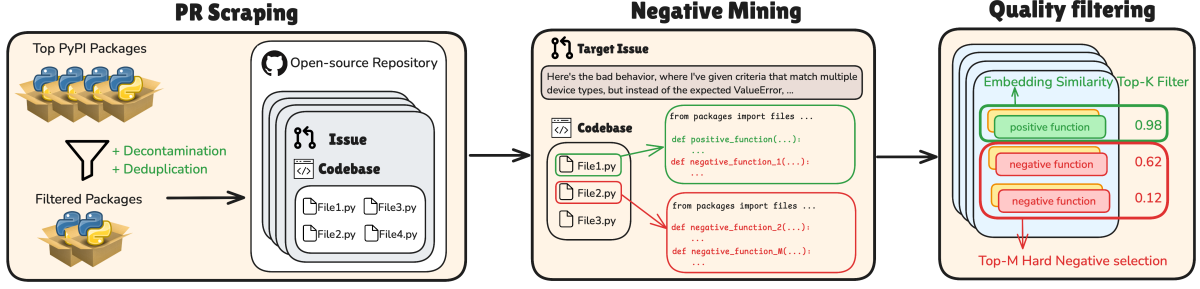 PR Scraping
Top PyPI Packages
+ Decontamination
+ Deduplication
Filtered Packages
Open-source Repository
Issue
Codebase
File1.py
File3.py
File2.py
File4.py
Negative Mining
Target Issue
Here's the bad behavior, where I've given criteria that match multiple
device types, but instead of the expected ValueError, ...
Codebase
File1.py
File2.py
File3.py
from packages import files ...
def positive_function(...):
...
def negative_function_1(...):
...
from packages import files ...
def negative_function_2(...):
...
def negative_function_M(...):
...
Quality filtering
Embedding Similarity Top-K Filter
positive function
0.98
negative function
0.62
negative function
0.12
Top-M Hard Negative selection